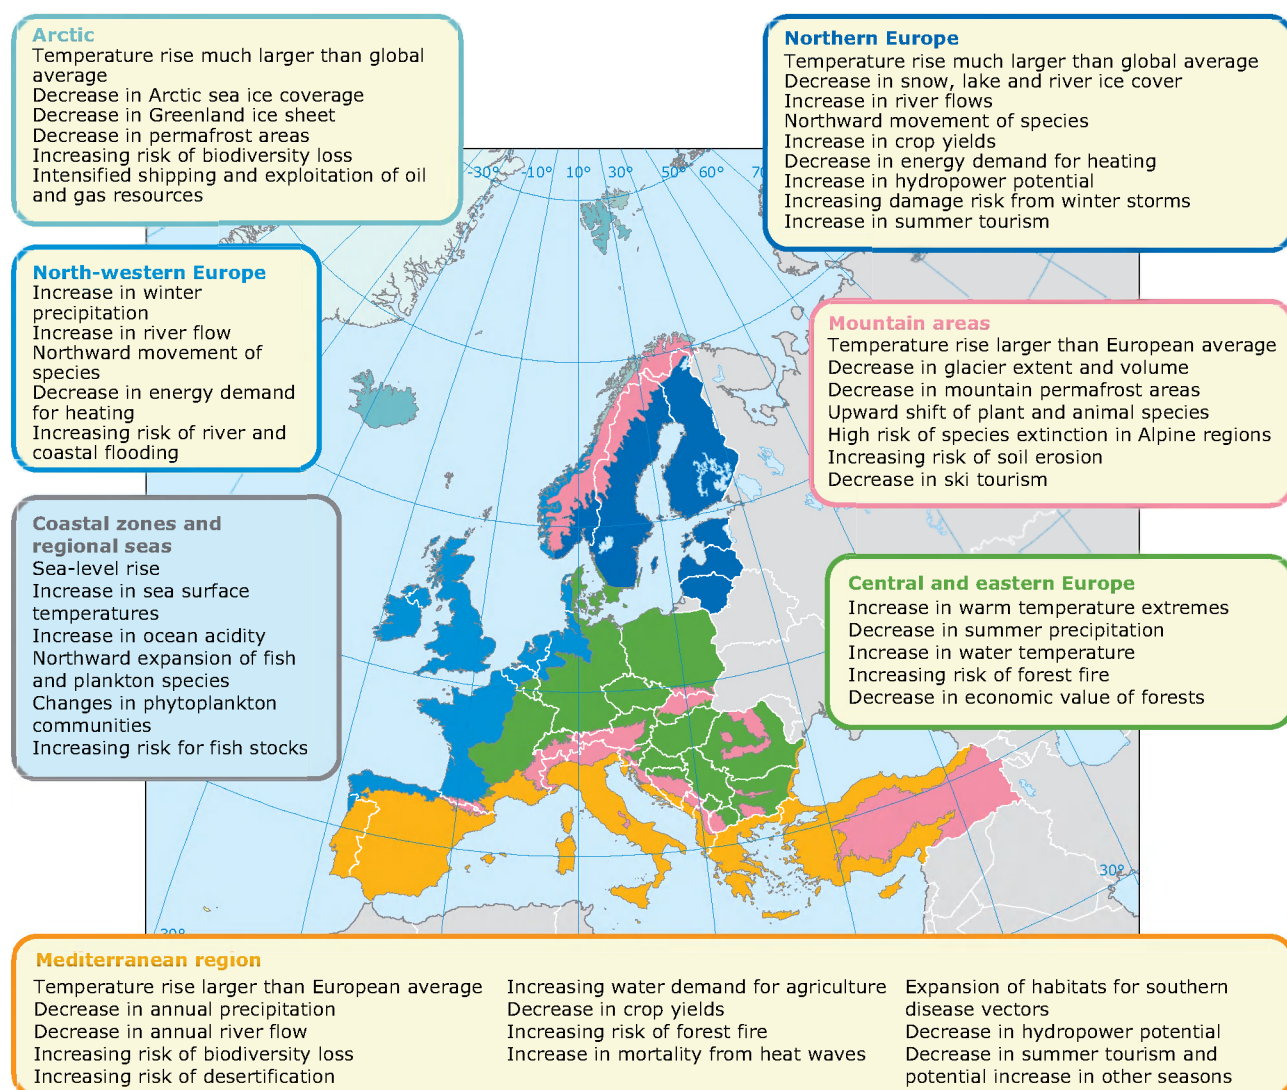 Arctic
Temperature rise much larger than global
average
Decrease in Arctic sea ice coverage
Decrease in Greenland ice sheet
Decrease in permafrost areas
Increasing risk of biodiversity loss
Intensified shipping and exploitation of oil
and gas resources
Northern Europe
Temperature rise much larger than global average
Decrease in snow, lake and river ice cover
Increase in river flows
Northward movement of species
Increase in crop yields
Decrease in energy demand for heating
Increase in hydropower potential
Increasing damage risk from winter storms
Increase in summer tourism
-30° -10° 10° 30° 50° 60°
North-western Europe
Increase in winter
precipitation
Increase in river flow
Northward movement of
species
Decrease in energy demand
for heating
Increasing risk of river and
coastal flooding
Mountain areas
Temperature rise larger than European average
Decrease in glacier extent and volume
Decrease in mountain permafrost areas
Upward shift of plant and animal species
High risk of species extinction in Alpine regions
Increasing risk of soil erosion
Decrease in ski tourism
Coastal zones and
regional seas
Sea-level rise
Increase in sea surface
temperatures
Increase in ocean acidity
Northward expansion of fish
and plankton species
Changes in phytoplankton
communities
Increasing risk for fish stocks
Central and eastern Europe
Increase in warm temperature extremes
Decrease in summer precipitation
Increase in water temperature
Increasing risk of forest fire
Decrease in economic value of forests
30°
Mediterranean region
Temperature rise larger than European average
Decrease in annual precipitation
Decrease in annual river flow
Increasing risk of biodiversity loss
Increasing risk of desertification
Increasing water demand for agriculture
Decrease in crop yields
Increasing risk of forest fire
Increase in mortality from heat waves
Expansion of habitats for southern
disease vectors
Decrease in hydropower potential
Decrease in summer tourism and
potential increase in other seasons